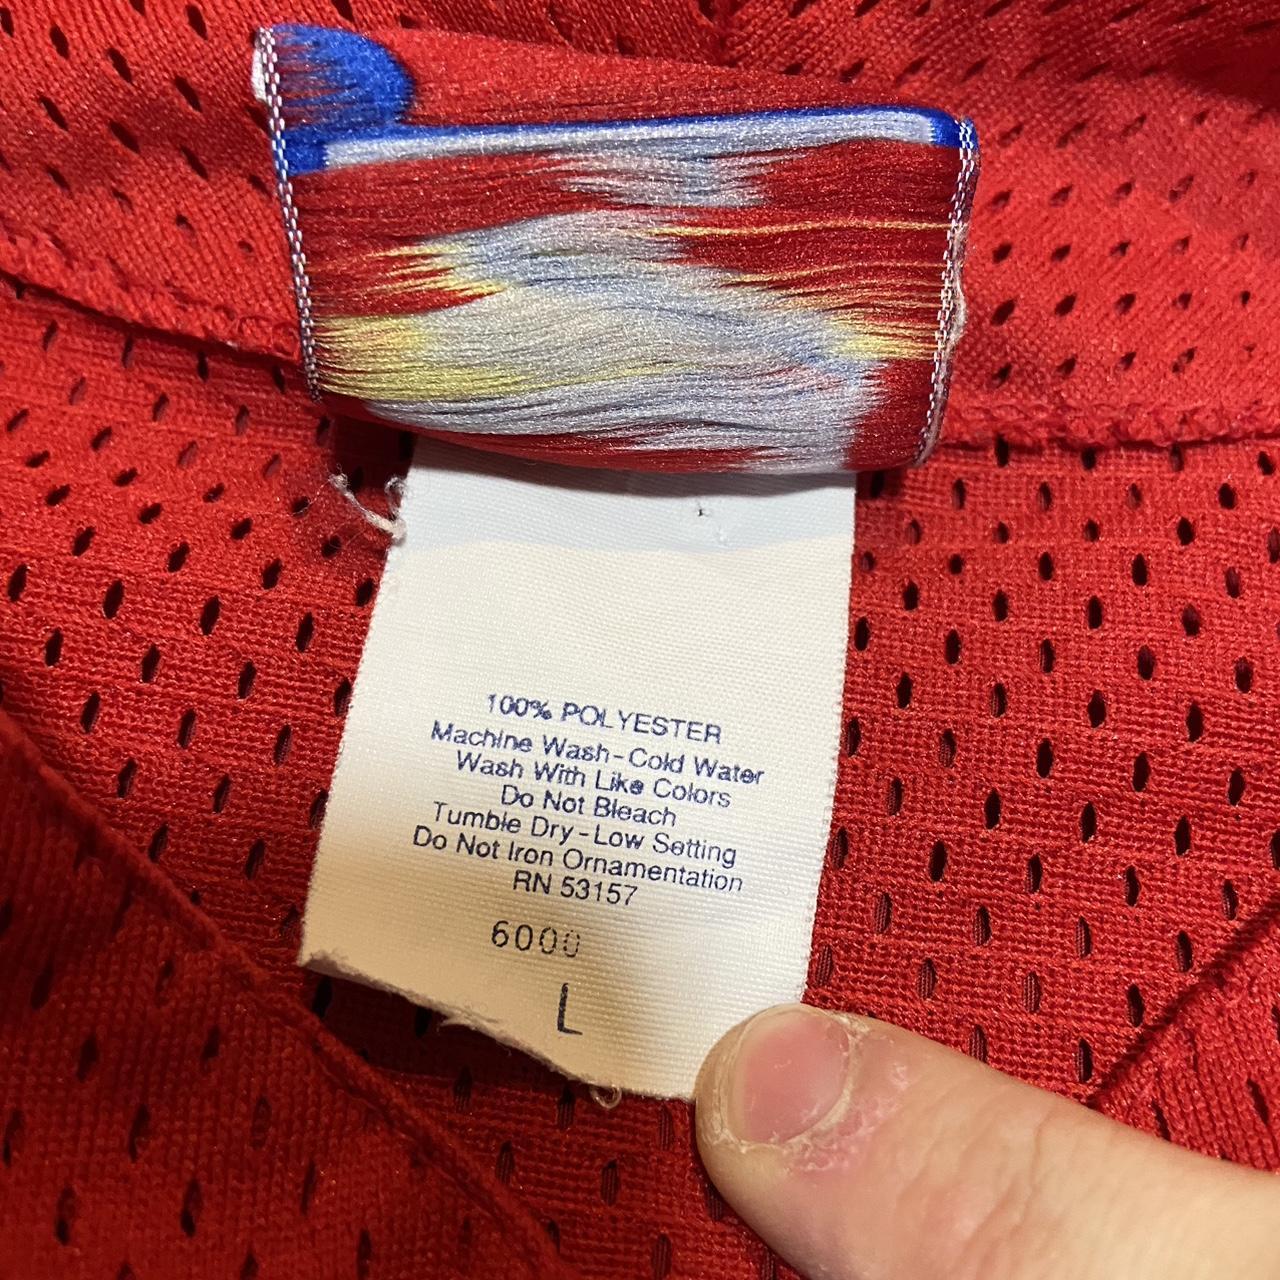 100% POLYESTER
Machine Wash-Cold Water
Wash With Like Colors
Do Not Bleach
Tumble Dry-Low Setting
Do Not Iron Ornamentation
RN 53157
6000
L